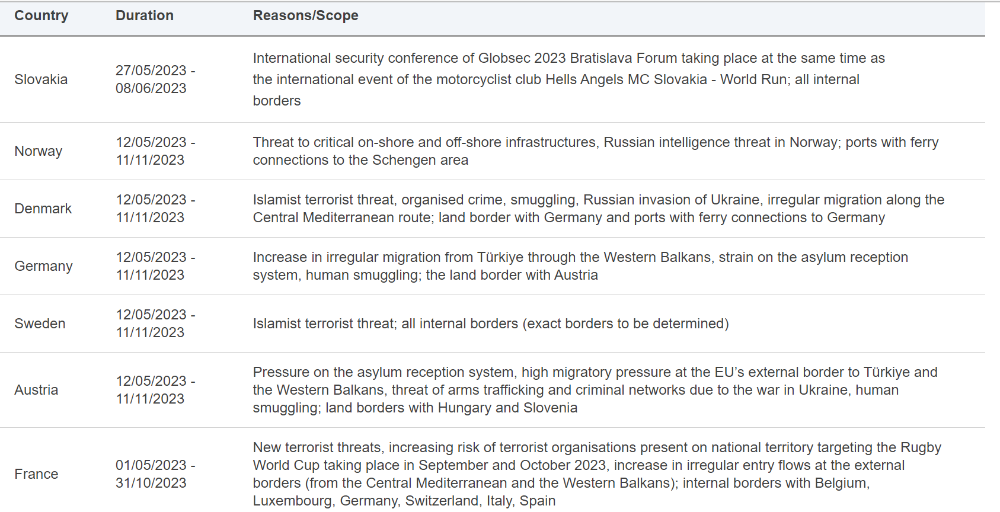 Country Duration Reasons/Scope
Slovakia
27/05/2023 -
08/06/2023
International security conference of Globsec 2023 Bratislava Forum taking place at the same time as
the international event of the motorcyclist club Hells Angels MC Slovakia - World Run; all internal
borders
Norway
12/05/2023 -
11/11/2023
Threat to critical on-shore and off-shore infrastructures, Russian intelligence threat in Norway; ports with ferry
connections to the Schengen area
Denmark
12/05/2023 -
11/11/2023
Islamist terrorist threat, organised crime, smuggling, Russian invasion of Ukraine, irregular migration along the
Central Mediterranean route; land border with Germany and ports with ferry connections to Germany
Germany
12/05/2023 -
11/11/2023
Increase in irregular migration from Türkiye through the Western Balkans, strain on the asylum reception
system, human smuggling; the land border with Austria
Sweden
12/05/2023 -
11/11/2023
Islamist terrorist threat; all internal borders (exact borders to be determined)
Austria
12/05/2023 -
11/11/2023
Pressure on the asylum reception system, high migratory pressure at the EU’s external border to Türkiye and
the Western Balkans, threat of arms trafficking and criminal networks due to the war in Ukraine, human
smuggling; land borders with Hungary and Slovenia
France
01/05/2023 -
31/10/2023
New terrorist threats, increasing risk of terrorist organisations present on national territory targeting the Rugby
World Cup taking place in September and October 2023, increase in irregular entry flows at the external
borders (from the Central Mediterranean and the Western Balkans); internal borders with Belgium,
Luxembourg, Germany, Switzerland, Italy, Spain